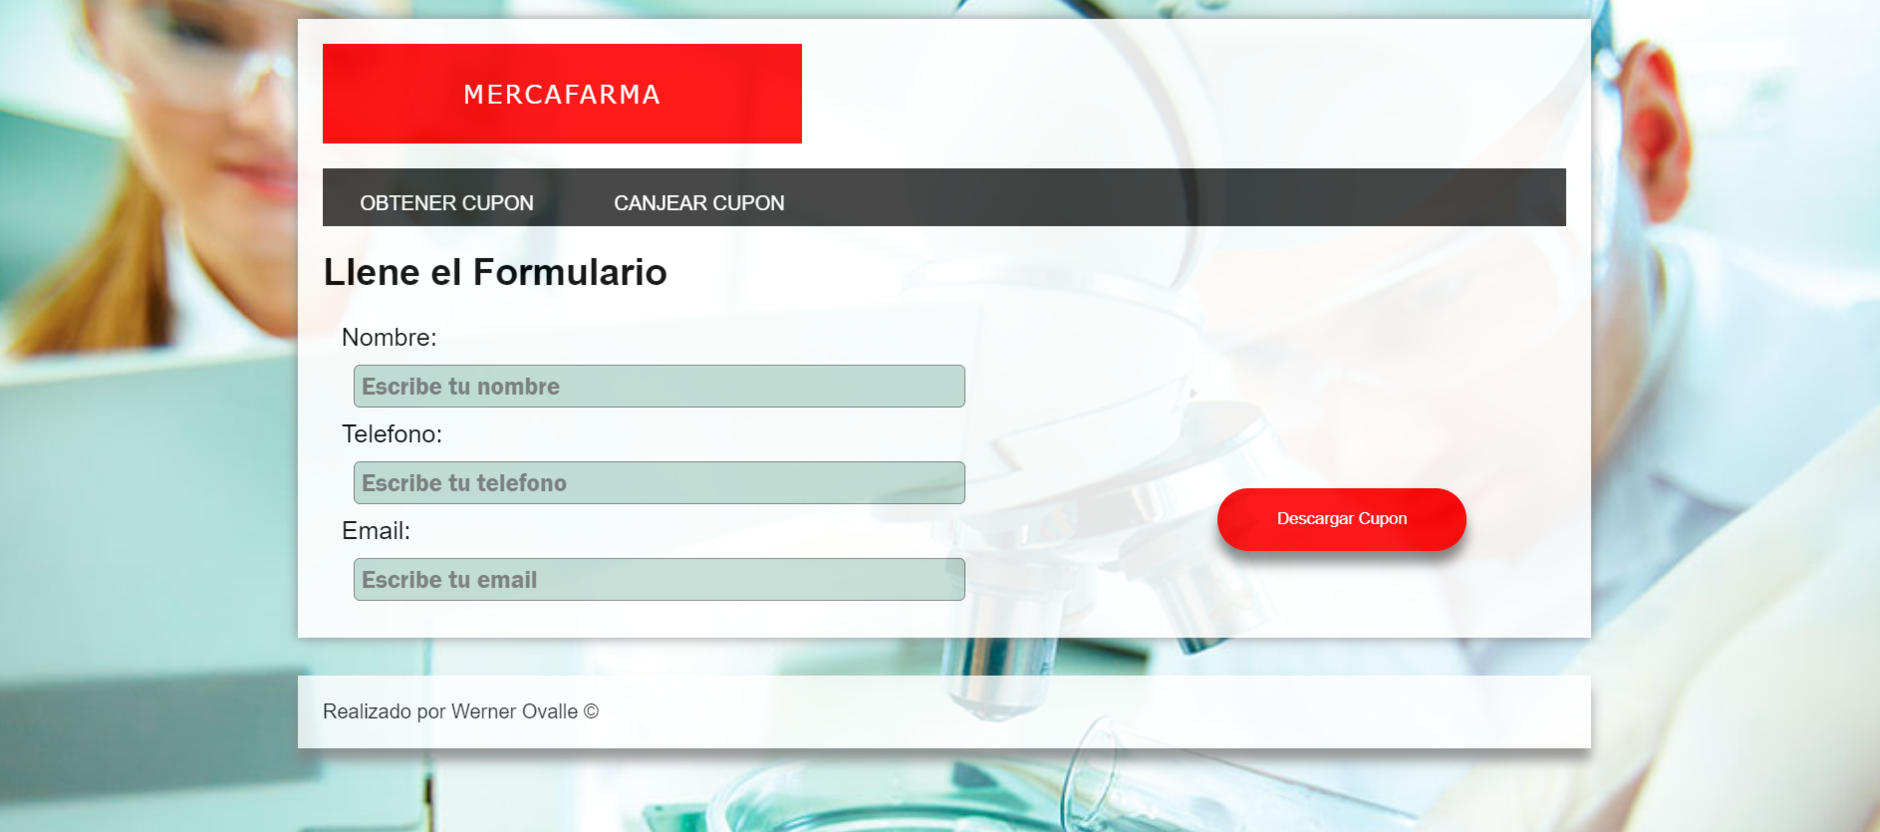 MERCAFARMA
OBTENER CUPON CANJEAR CUPON
Llene el Formulario
Nombre:
Escribe tu nombre
Telefono:
Escribe tu telefono
Email:
Escribe tu email
Descargar Cupon
Realizado por Werner Ovalle ©